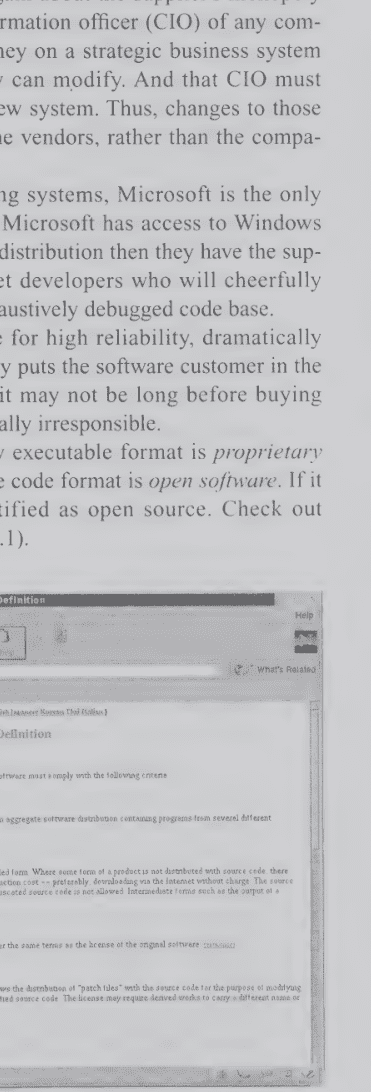 ormation officer (CIO) of any com-
ney on a strategic business system
y can modify. And that CIO must
ew system. Thus, changes to those
e vendors, rather than the compa-
ng systems, Microsoft is the only
Microsoft has access to Windows
distribution then they have the sup-
et developers who will cheerfully
austively debugged code base.
e for high reliability, dramatically
y puts the software customer in the
it may not be long before buying
ally irresponsible.
y executable format is proprietary
e code format is open software. If it
tified as open source. Check out
.1).
Definition
Help
What's Related
Definition
oftware must comply with the following criteria
n aggregate software distribution containing programs from several different
led form. Where some form of a product is not distributed with source code, there
uction cost -- preferably, downloading via the Internet without charge. The source
fuscated source code is not allowed. Intermediate forms such as the output of a
er the same terms as the license of the original software.
ws the distribution of "patch files" with the source code for the purpose of modifying
fied source code. The license may require derived works to carry a different name or